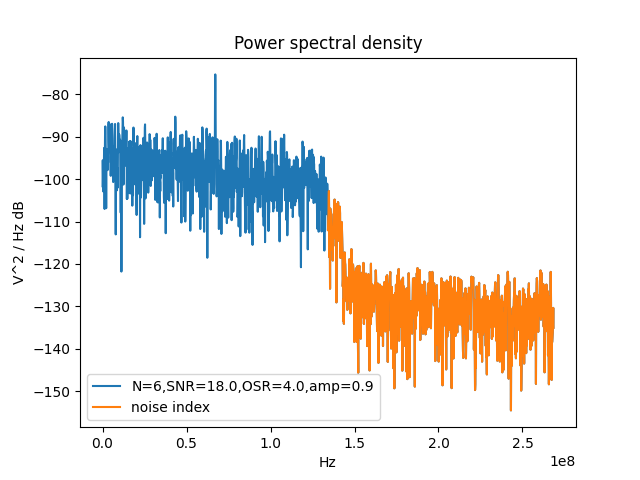 Power spectral density
V^2 / Hz dB
−80
−90
−100
−110
−120
−130
−140
−150
N=6,SNR=18.0,OSR=4.0,amp=0.9
noise index
0.0 0.5 1.0 1.5 2.0 2.5
1e8
Hz